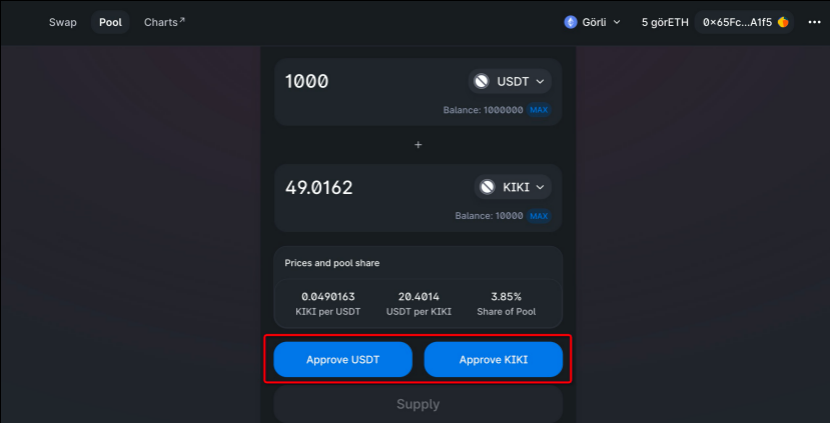 Swap Pool Charts↗ Görli 5 görETH 0x65Fc...A1f5
1000 USDT
Balance: 1000000 MAX
+
49.0162 KIKI
Balance: 10000 MAX
Prices and pool share
0.0490163 20.4014 3.85%
KIKI per USDT USDT per KIKI Share of Pool
Approve USDT Approve KIKI
Supply